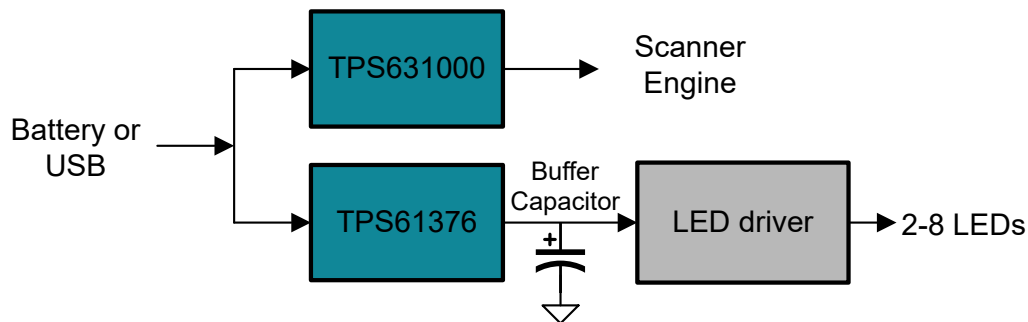 TPS631000
Scanner
Engine
Battery or
USB
Buffer
Capacitor
TPS61376
+
LED driver
2-8 LEDs